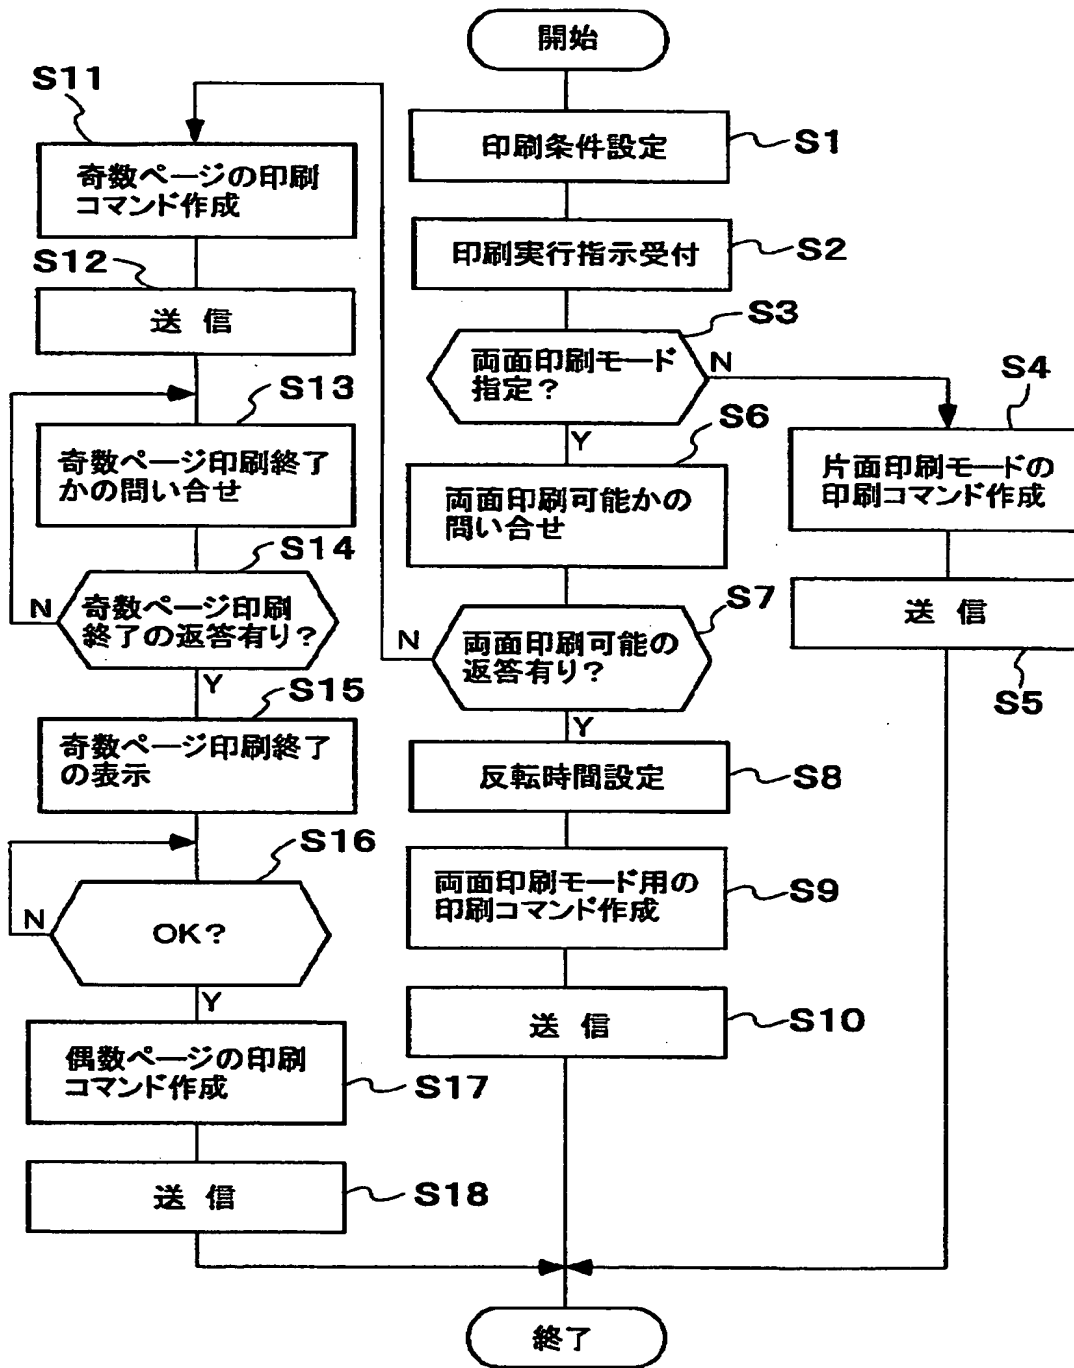 開始
印刷条件設定
S1
印刷実行指示受付
S2
両面印刷モード
指定？
S3
N
Y
片面印刷モードの
印刷コマンド作成
S4
送 信
S5
両面印刷可能かの
問い合せ
S6
両面印刷可能の
返答有り？
S7
N
Y
反転時間設定
S8
両面印刷モード用の
印刷コマンド作成
S9
送 信
S10
S11
奇数ページの印刷
コマンド作成
S12
送 信
S13
奇数ページ印刷終了
かの問い合せ
S14
奇数ページ印刷
終了の返答有り？
N
Y
S15
奇数ページ印刷終了
の表示
S16
OK？
N
Y
偶数ページの印刷
コマンド作成
S17
送 信
S18
終了